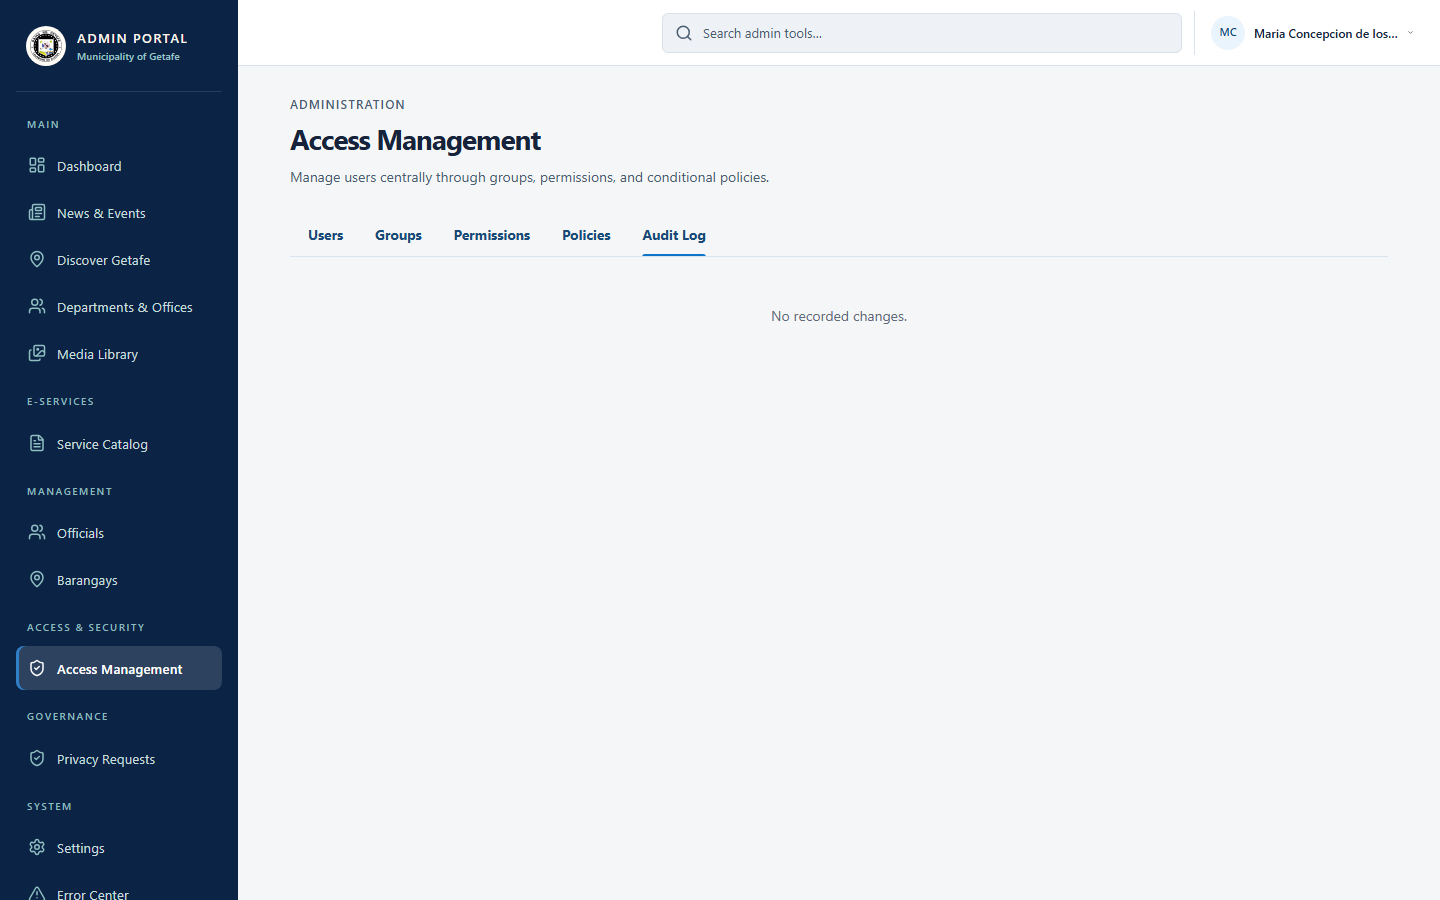 ADMIN PORTAL
Municipality of Getafe
MAIN
Dashboard
News & Events
Discover Getafe
Departments & Offices
Media Library
E-SERVICES
Service Catalog
MANAGEMENT
Officials
Barangays
ACCESS & SECURITY
Access Management
GOVERNANCE
Privacy Requests
SYSTEM
Settings
Error Center
Search admin tools...
MC
Maria Concepcion de los...
ADMINISTRATION
Access Management
Manage users centrally through groups, permissions, and conditional policies.
Users Groups Permissions Policies Audit Log
No recorded changes.